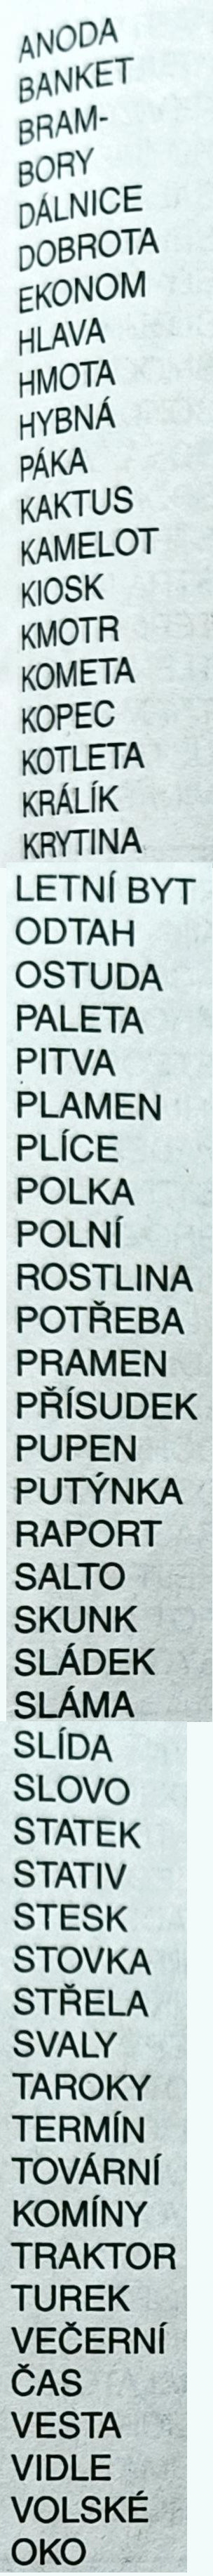 ANODA
BANKET
BRAM-
BORY
DÁLNICE
DOBROTA
EKONOM
HLAVA
HMOTA
HYBNÁ
PÁKA
KAKTUS
KAMELOT
KIOSK
KMOTR
KOMETA
KOPEC
KOTLETA
KRÁLÍK
KRYTINA
LETNÍ BYT
ODTAH
OSTUDA
PALETA
PITVA
PLAMEN
PLÍCE
POLKA
POLNÍ
ROSTLINA
POTŘEBA
PRAMEN
PŘÍSUDEK
PUPEN
PUTÝNKA
RAPORT
SALTO
SKUNK
SLÁDEK
SLÁMA
SLÍDA
SLOVO
STATEK
STATIV
STESK
STOVKA
STŘELA
SVALY
TAROKY
TERMÍN
TOVÁRNÍ
KOMÍNY
TRAKTOR
TUREK
VEČERNÍ
ČAS
VESTA
VIDLE
VOLSKÉ
OKO